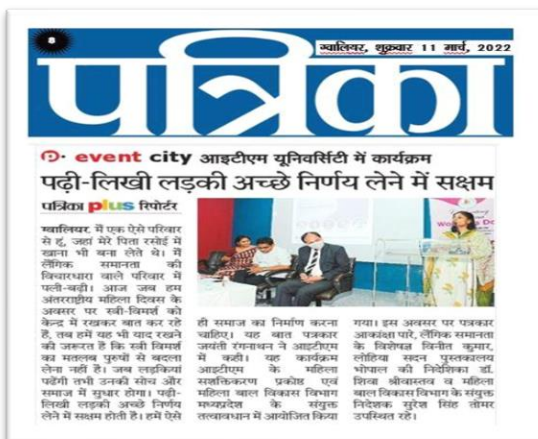 8
ग्वालियर, शुक्रवार 11 मार्च, 2022
पत्रिका
event city आइटीएम यूनिवर्सिटी में कार्यक्रम
पढ़ी-लिखी लड़की अच्छे निर्णय लेने में सक्षम
पत्रिका plus रिपोर्टर
ग्वालियर. मैं एक ऐसे परिवार
से हूं, जहां मेरे पिता रसोई में
खाना भी बना लेते थे। मैं
लैंगिक समानता की
विचारधारा वाले परिवार में
पली-बढ़ी। आज जब हम
अंतरराष्ट्रीय महिला दिवस के
अवसर पर स्त्री-विमर्श को
केन्द्र में रखकर बात कर रहे
हैं, तब हमें यह भी याद रखने
की जरूरत है कि स्त्री विमर्श
का मतलब पुरुषों से बदला
लेना नहीं है। जब लड़कियां
पढेंगी तभी उनकी सोच और
समाज में सुधार होगा। पढ़ी-
लिखी लड़की अच्छे निर्णय
लेने में सक्षम होती है। हमें ऐसे
ही समाज का निर्माण करना
चाहिए। यह बात पत्रकार
जयंती रंगनाथन ने आइटीएम
में कही। यह कार्यक्रम
आइटीएम के महिला
सशक्तिकरण प्रकोष्ठ एवं
महिला बाल विकास विभाग
मध्यप्रदेश के संयुक्त
तत्वावधान में आयोजित किया
गया। इस अवसर पर पत्रकार
आकांक्षा पारे, लैंगिक समानता
के विशेषज्ञ विनीत कुमार,
लोहिया सदन पुस्तकालय
भोपाल की निदेशिका डॉ.
शिवा श्रीवास्तव व महिला
बाल विकास विभाग के संयुक्त
निदेशक सुरेश सिंह तोमर
उपस्थित रहे।